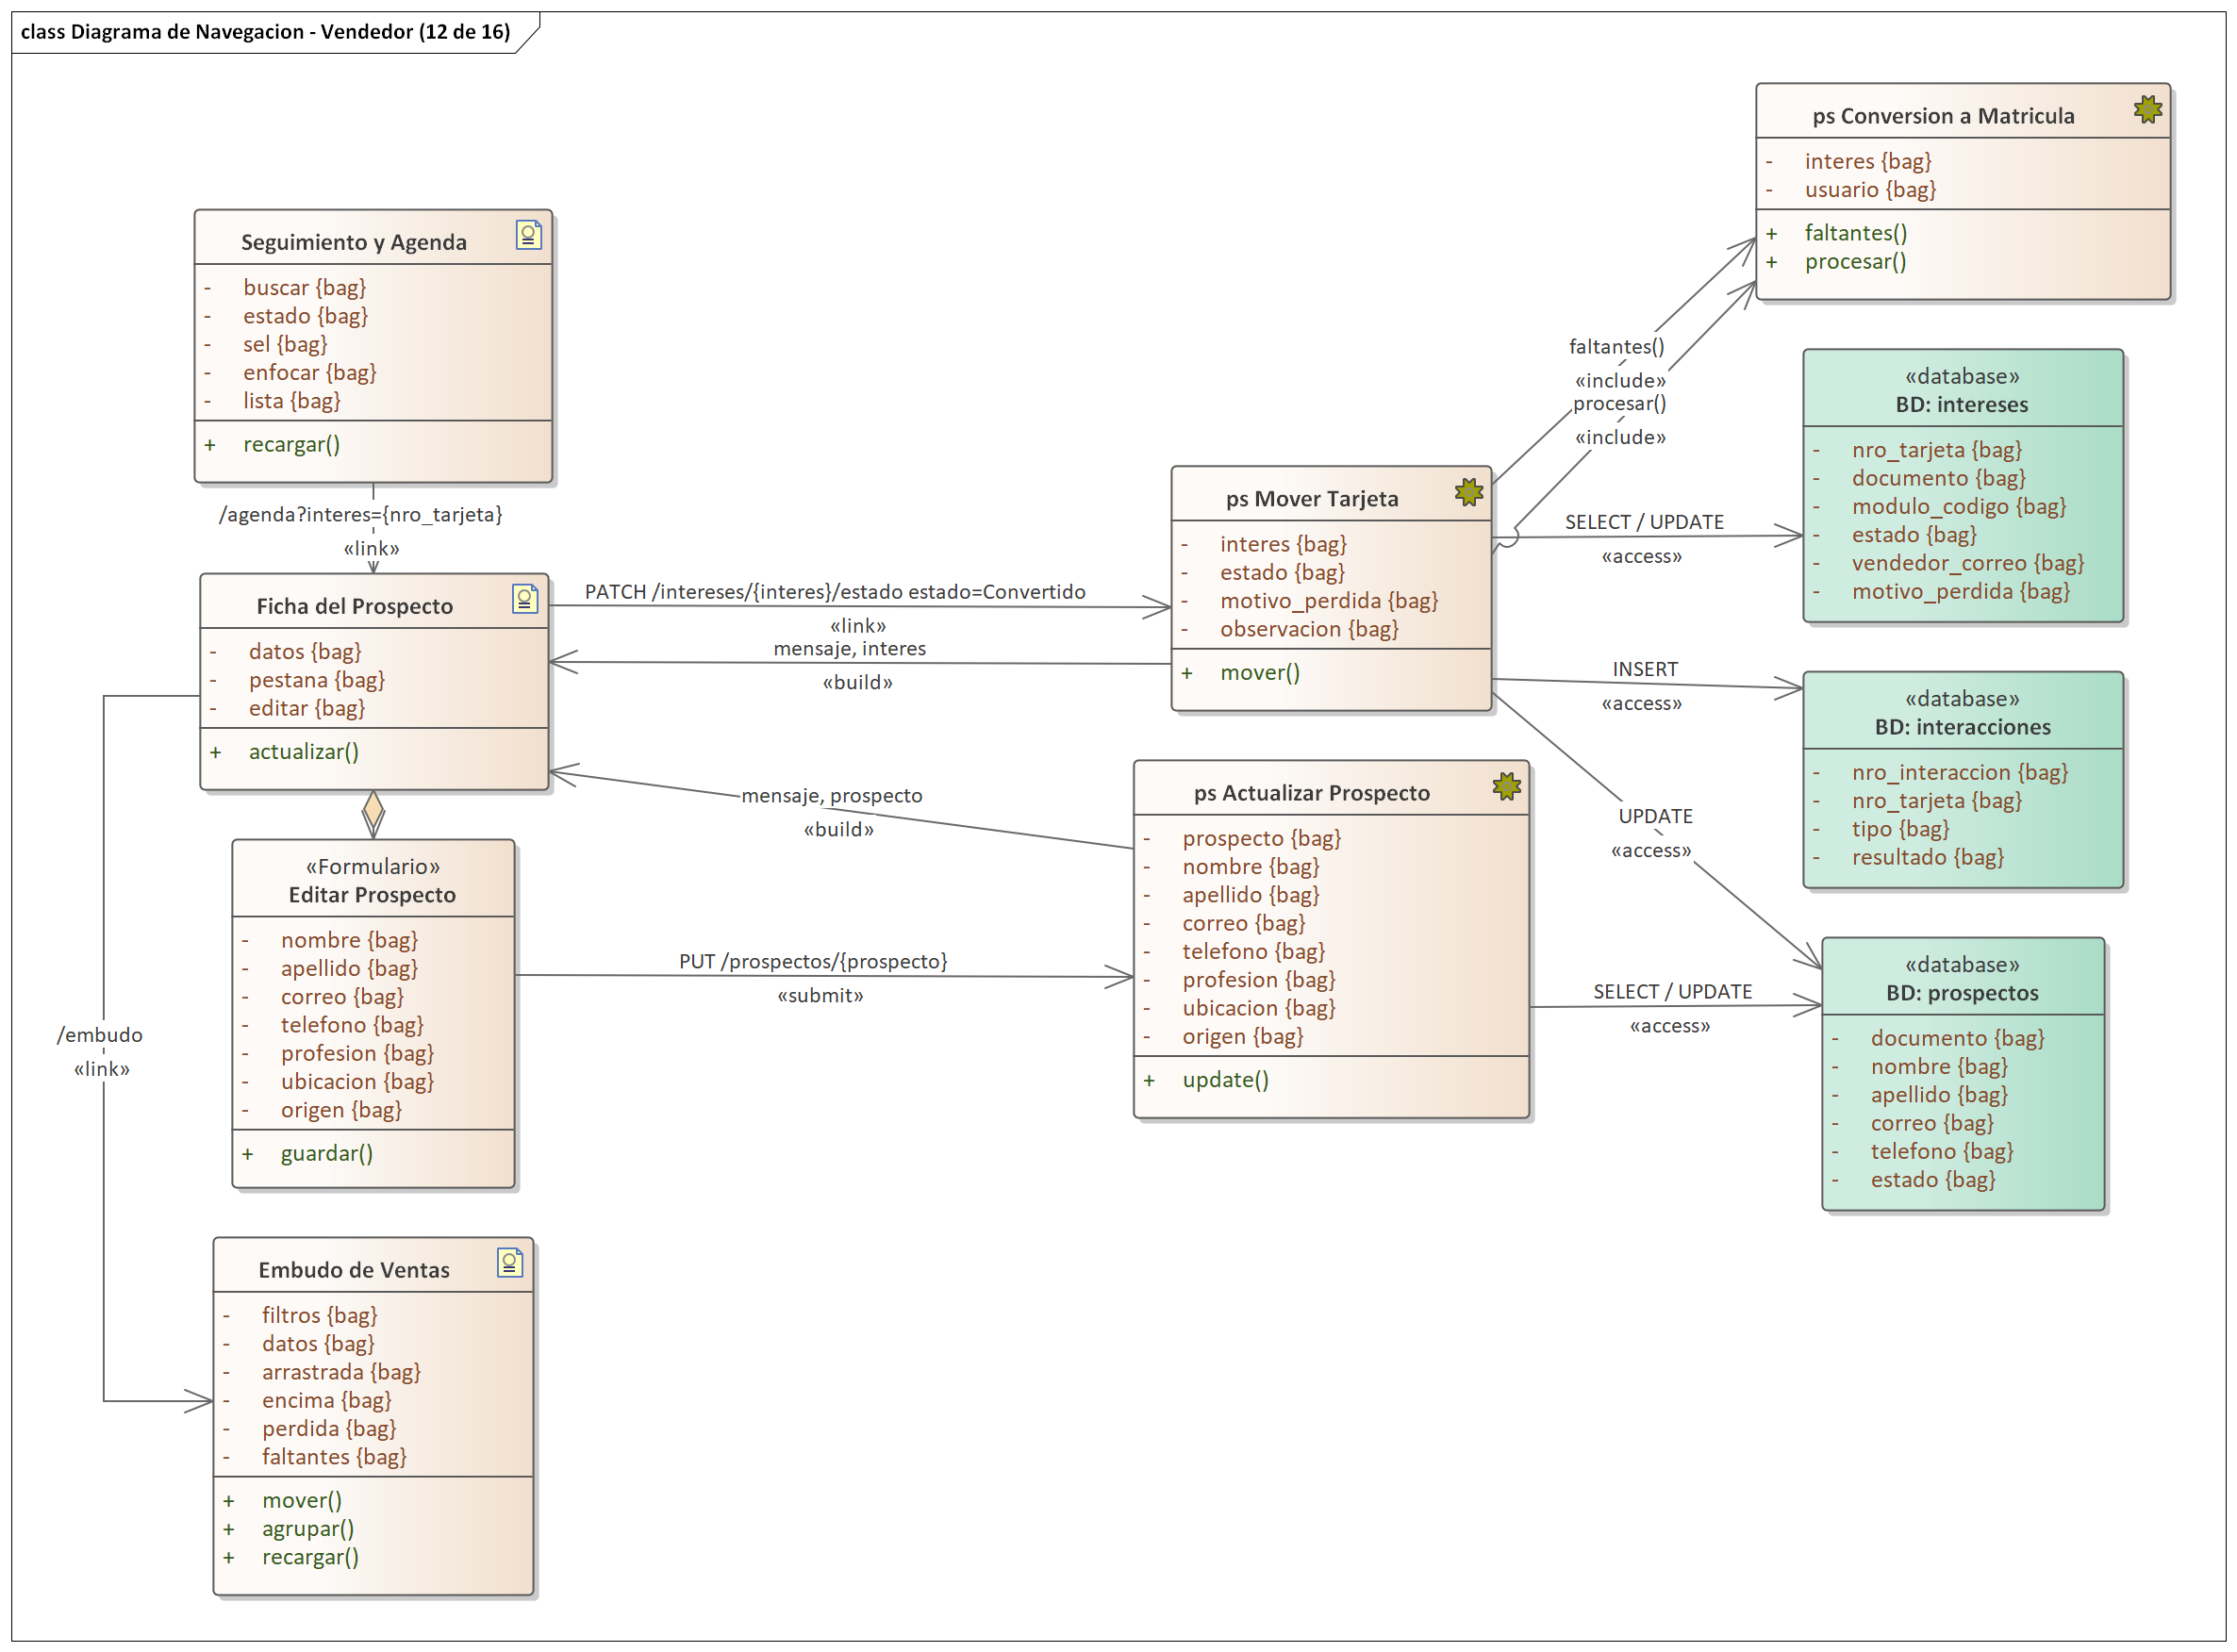 class Diagrama de Navegacion - Vendedor (12 de 16)
ps Conversion a Matricula
- interes {bag}
- usuario {bag}
+ faltantes()
+ procesar()
Seguimiento y Agenda
- buscar {bag}
- estado {bag}
- sel {bag}
- enfocar {bag}
- lista {bag}
+ recargar()
/agenda?interes={nro_tarjeta}
«link»
faltantes()
«include»
procesar()
«include»
«database»
BD: intereses
- nro_tarjeta {bag}
- documento {bag}
- modulo_codigo {bag}
- estado {bag}
- vendedor_correo {bag}
- motivo_perdida {bag}
ps Mover Tarjeta
- interes {bag}
- estado {bag}
- motivo_perdida {bag}
- observacion {bag}
+ mover()
SELECT / UPDATE
«access»
Ficha del Prospecto
- datos {bag}
- pestana {bag}
- editar {bag}
+ actualizar()
PATCH /intereses/{interes}/estado estado=Convertido
«link»
mensaje, interes
«build»
INSERT
«access»
«database»
BD: interacciones
- nro_interaccion {bag}
- nro_tarjeta {bag}
- tipo {bag}
- resultado {bag}
mensaje, prospecto
«build»
ps Actualizar Prospecto
- prospecto {bag}
- nombre {bag}
- apellido {bag}
- correo {bag}
- telefono {bag}
- profesion {bag}
- ubicacion {bag}
- origen {bag}
+ update()
UPDATE
«access»
«Formulario»
Editar Prospecto
- nombre {bag}
- apellido {bag}
- correo {bag}
- telefono {bag}
- profesion {bag}
- ubicacion {bag}
- origen {bag}
+ guardar()
PUT /prospectos/{prospecto}
«submit»
SELECT / UPDATE
«access»
«database»
BD: prospectos
- documento {bag}
- nombre {bag}
- apellido {bag}
- correo {bag}
- telefono {bag}
- estado {bag}
/embudo
«link»
Embudo de Ventas
- filtros {bag}
- datos {bag}
- arrastrada {bag}
- encima {bag}
- perdida {bag}
- faltantes {bag}
+ mover()
+ agrupar()
+ recargar()